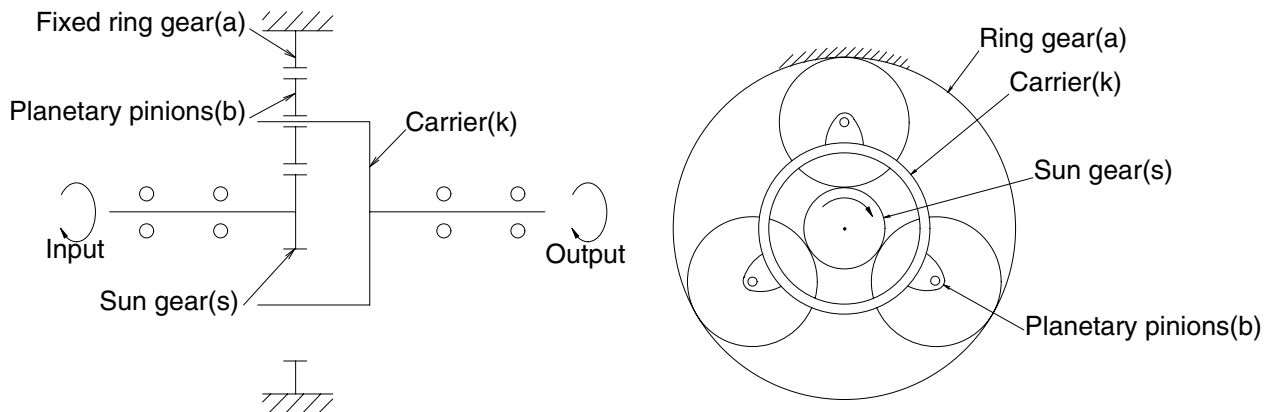 Fixed ring gear(a)
Planetary pinions(b)
Carrier(k)
Input
Output
Sun gear(s)
Ring gear(a)
Carrier(k)
Sun gear(s)
Planetary pinions(b)